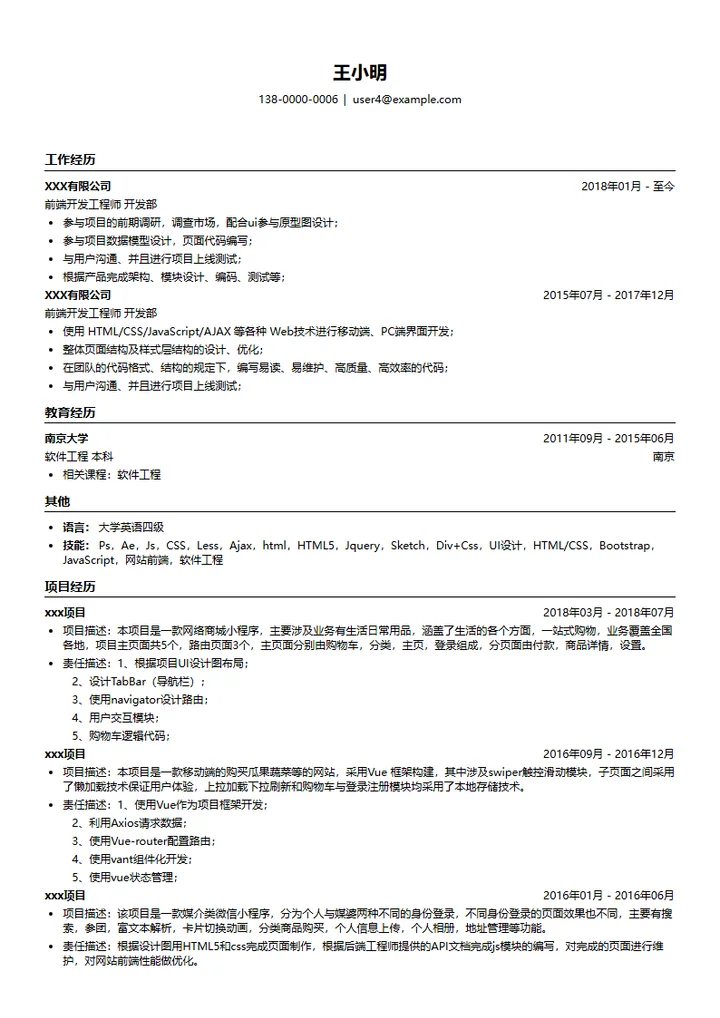 王小明
138-0000-0006 | user4@example.com
工作经历
XXX有限公司 2018年01月 - 至今
前端开发工程师 开发部
• 参与项目的前期调研，调查市场，配合ui参与原型图设计；
• 参与项目数据模型设计，页面代码编写；
• 与用户沟通、并且进行项目上线测试；
• 根据产品完成架构、模块设计、编码、测试等；
XXX有限公司 2015年07月 - 2017年12月
前端开发工程师 开发部
• 使用 HTML/CSS/JavaScript/AJAX 等各种 Web技术进行移动端、PC端界面开发；
• 整体页面结构及样式层结构的设计、优化；
• 在团队的代码格式、结构的规定下，编写易读、易维护、高质量、高效率的代码；
• 与用户沟通、并且进行项目上线测试；
教育经历
南京大学 2011年09月 - 2015年06月
软件工程 本科 南京
• 相关课程：软件工程
其他
• 语言： 大学英语四级
• 技能： Ps，Ae，Js，CSS，Less，Ajax，html，HTML5，Jquery，Sketch，Div+Css，UI设计，HTML/CSS，Bootstrap，
JavaScript，网站前端，软件工程
项目经历
xxx项目 2018年03月 - 2018年07月
• 项目描述：本项目是一款网络商城小程序，主要涉及业务有生活日常用品，涵盖了生活的各个方面，一站式购物，业务覆盖全国
各地，项目主页面共5个，路由页面3个，主页面分别由购物车，分类，主页，登录组成，分页面由付款，商品详情，设置。
• 责任描述：1、根据项目UI设计图布局；
2、设计TabBar（导航栏）；
3、使用navigator设计路由；
4、用户交互模块；
5、购物车逻辑代码；
xxx项目 2016年09月 - 2016年12月
• 项目描述：本项目是一款移动端的购买瓜果蔬菜等的网站，采用Vue 框架构建，其中涉及swiper触控滑动模块，子页面之间采用
了懒加载技术保证用户体验，上拉加载下拉刷新和购物车与登录注册模块均采用了本地存储技术。
• 责任描述：1、使用Vue作为项目框架开发；
2、利用Axios请求数据；
3、使用Vue-router配置路由；
4、使用vant组件化开发；
5、使用vue状态管理；
xxx项目 2016年01月 - 2016年06月
• 项目描述：该项目是一款媒介类微信小程序，分为个人与媒婆两种不同的身份登录，不同身份登录的页面效果也不同，主要有搜
索，参团，富文本解析，卡片切换动画，分类商品购买，个人信息上传，个人相册，地址管理等功能。
• 责任描述：根据设计图用HTML5和css完成页面制作，根据后端工程师提供的API文档完成js模块的编写，对完成的页面进行维
护，对网站前端性能做优化。